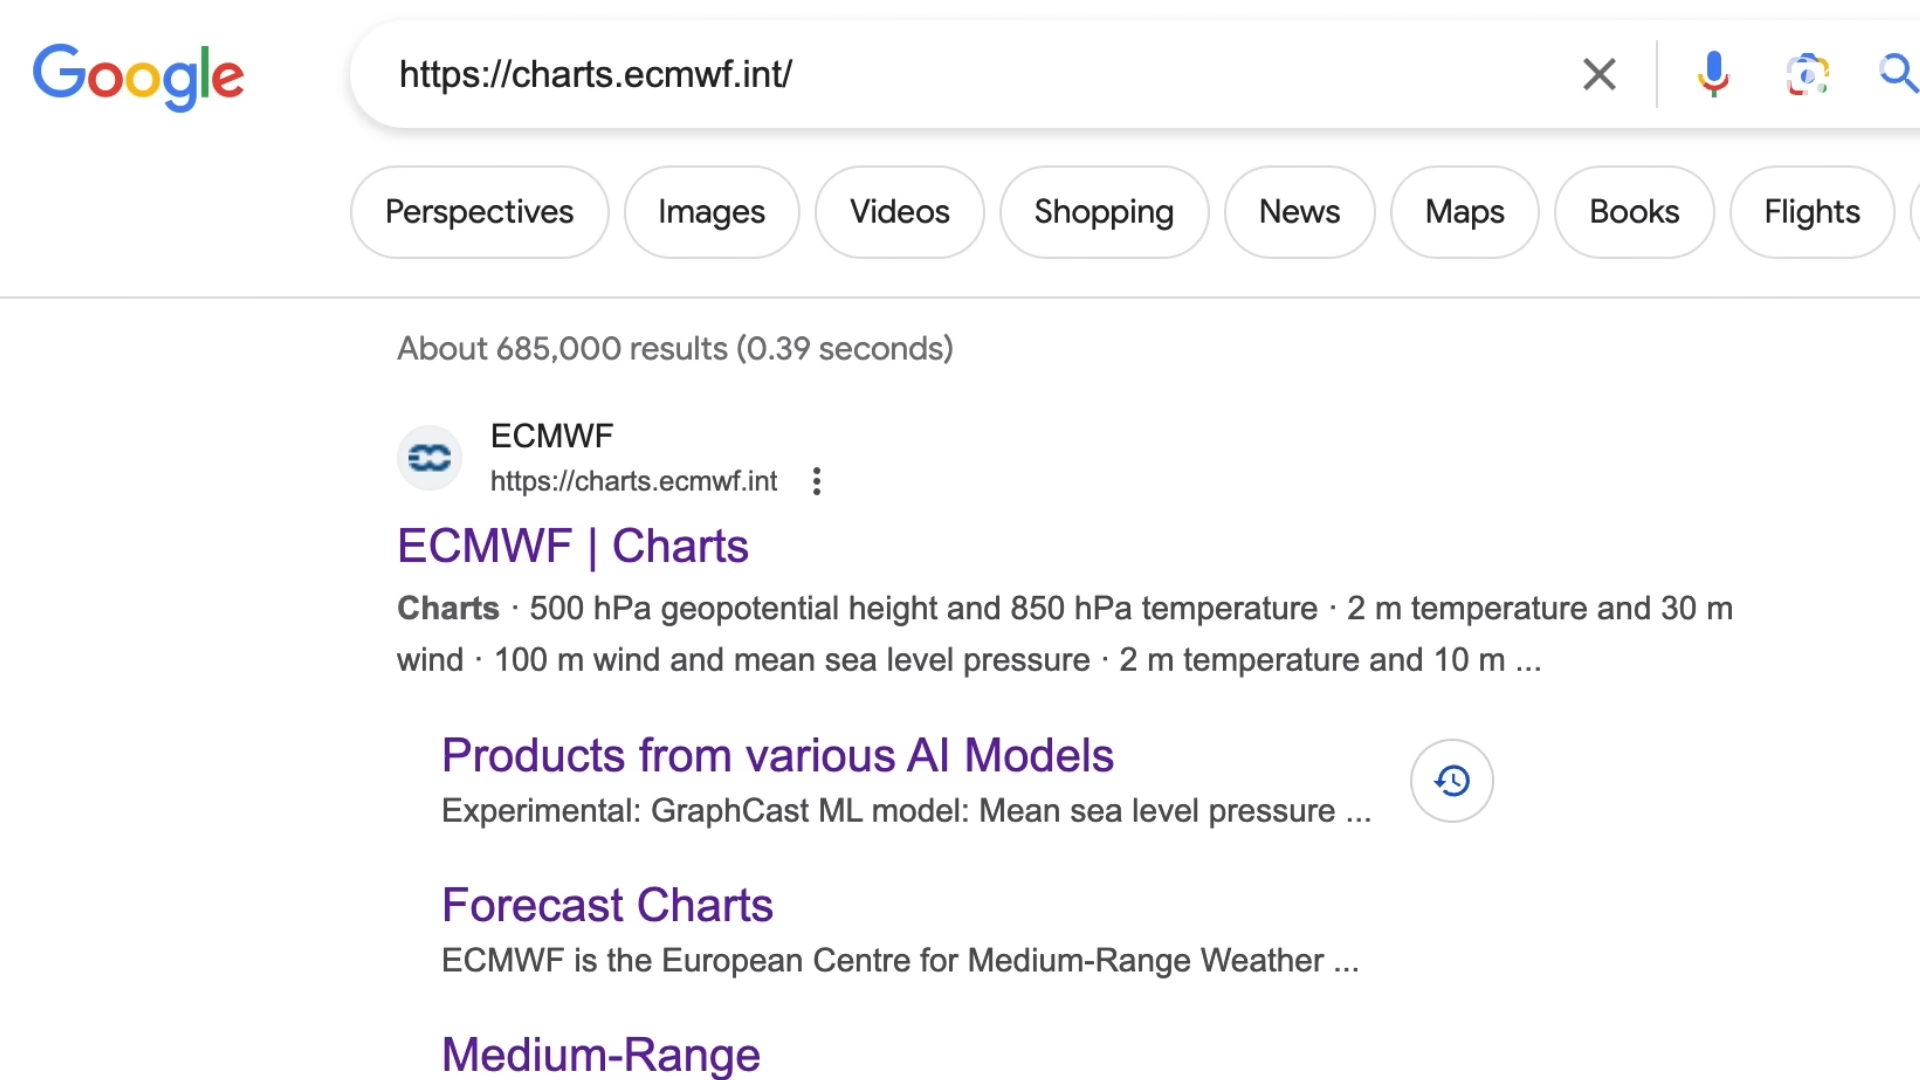 Google
https://charts.ecmwf.int/
Perspectives Images Videos Shopping News Maps Books Flights
About 685,000 results (0.39 seconds)
ECMWF
https://charts.ecmwf.int
ECMWF | Charts
Charts · 500 hPa geopotential height and 850 hPa temperature · 2 m temperature and 30 m
wind · 100 m wind and mean sea level pressure · 2 m temperature and 10 m ...
Products from various AI Models
Experimental: GraphCast ML model: Mean sea level pressure ...
Forecast Charts
ECMWF is the European Centre for Medium-Range Weather ...
Medium-Range